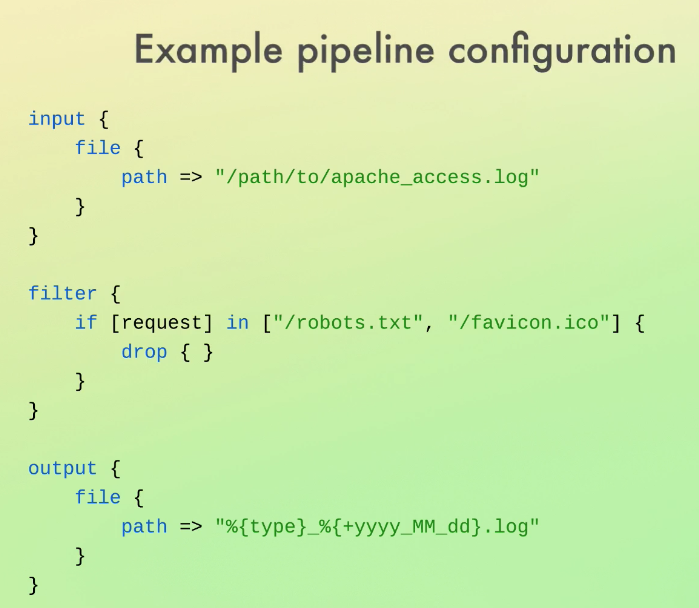 Example pipeline configuration
input {
    file {
        path => "/path/to/apache_access.log"
    }
}
filter {
    if [request] in ["/robots.txt", "/favicon.ico"] {
        drop { }
    }
}
output {
    file {
        path => "%{type}_%{+yyyy_MM_dd}.log"
    }
}